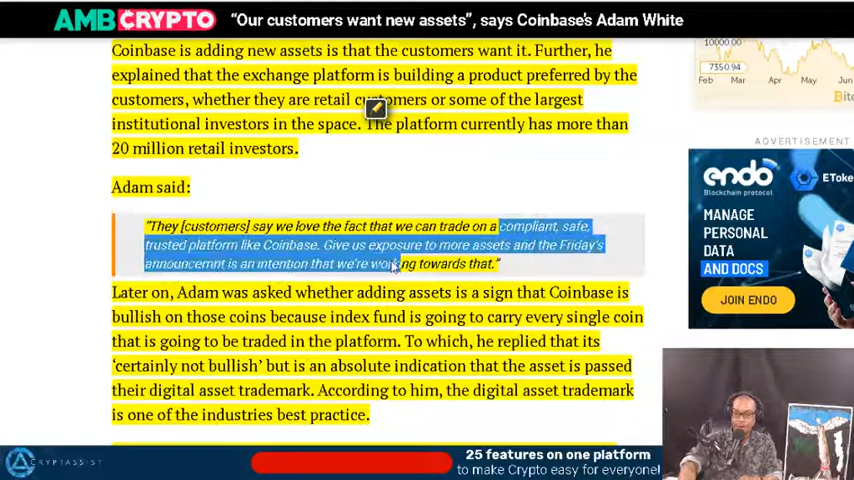 AMBCRYPTO "Our customers want new assets", says Coinbase's Adam White
Coinbase is adding new assets is that the customers want it. Further, he
explained that the exchange platform is building a product preferred by the
customers, whether they are retail customers or some of the largest
institutional investors in the space. The platform currently has more than
20 million retail investors.
Adam said:
"They [customers] say we love the fact that we can trade on a compliant, safe,
trusted platform like Coinbase. Give us exposure to more assets and the Friday's
announcemnt is an intention that we're working towards that."
Later on, Adam was asked whether adding assets is a sign that Coinbase is
bullish on those coins because index fund is going to carry every single coin
that is going to be traded in the platform. To which, he replied that its
'certainly not bullish' but is an absolute indication that the asset is passed
their digital asset trademark. According to him, the digital asset trademark
is one of the industries best practice.
10000.00
7350.94
Feb Mar Apr May Jun
ADVERTISEMENT
endo
Blockchain protocol
EToke
MANAGE
PERSONAL
DATA
AND DOCS
JOIN ENDO
CRYPTASSIST
25 features on one platform
to make Crypto easy for everyone!